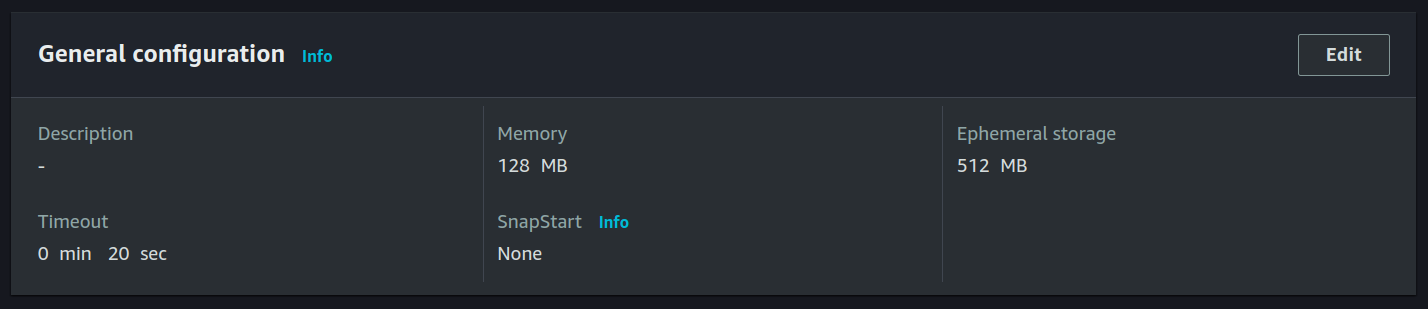 General configuration Info
Edit
Description
-
Memory
128 MB
Ephemeral storage
512 MB
Timeout
0 min 20 sec
SnapStart Info
None